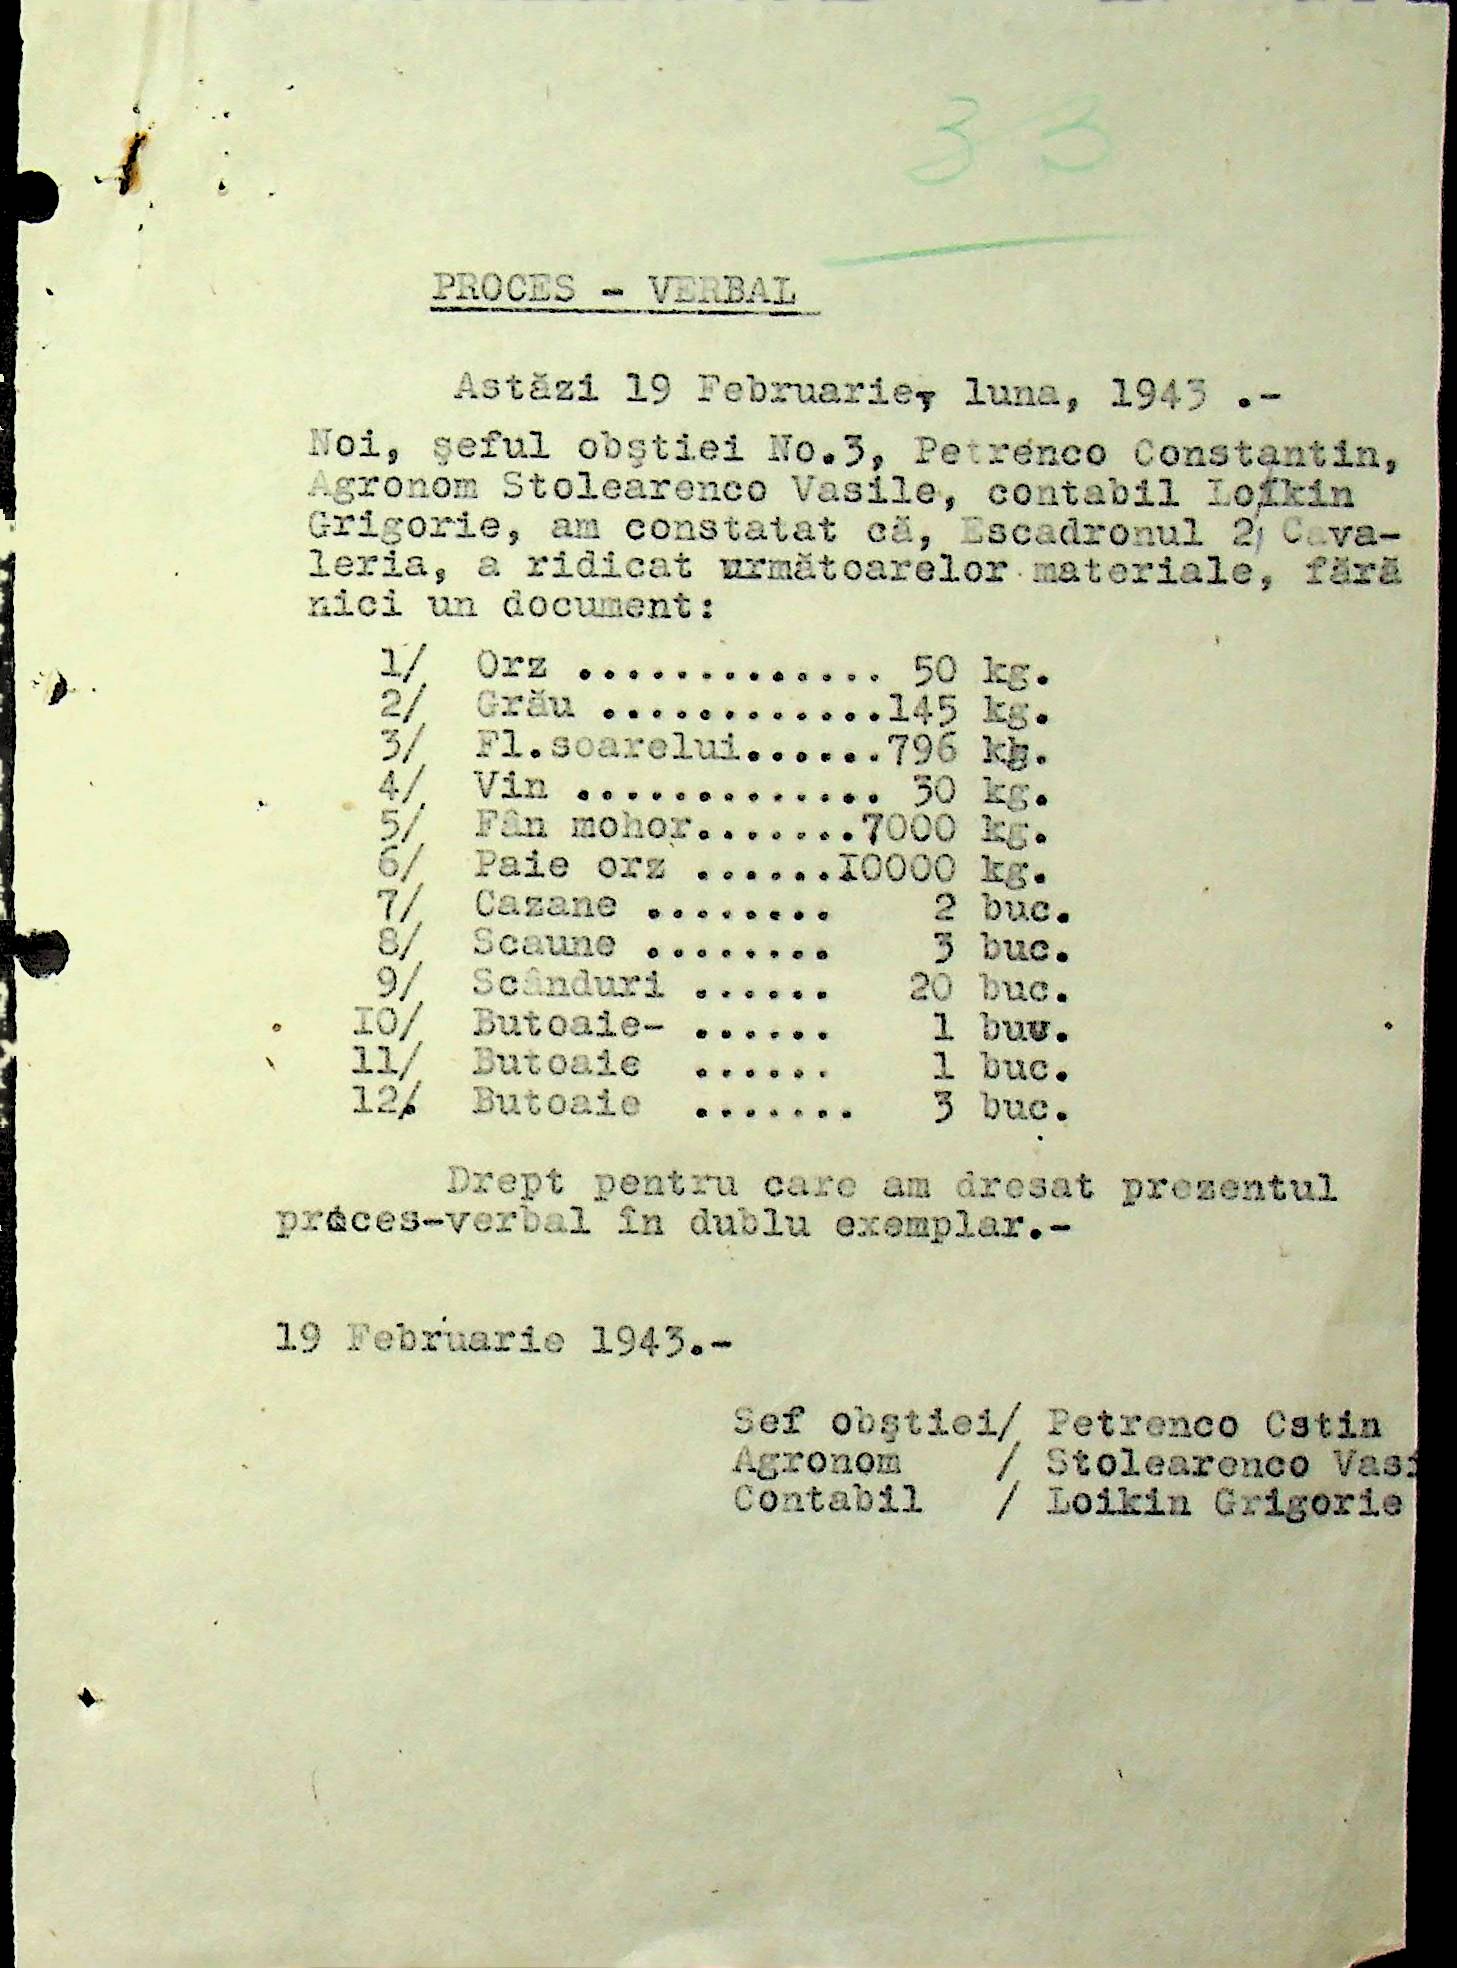 33
PROCES - VERBAL
Astăzi 19 Februarie, luna, 1943 .-
Noi, şeful obştiei No.3, Petrenco Constantin,
Agronom Stolearenco Vasile, contabil Loikin
Grigorie, am constatat că, Escadronul 2, Cava-
leria, a ridicat următoarelor materiale, fără
nici un document:
1/ Orz ............. 50 kg.
2/ Grău ............145 kg.
3/ Fl.soarelui......796 kg.
4/ Vin ............. 30 kg.
5/ Fân mohor.......7000 kg.
6/ Paie orz ......I0000 kg.
7/ Cazane ........ 2 buc.
8/ Scaune ........ 3 buc.
9/ Scânduri ...... 20 buc.
I0/ Butoaie- ...... 1 buc.
11/ Butoaie ...... 1 buc.
12/. Butoaie ....... 3 buc.
Drept pentru care am dresat prezentul
proces-verbal în dublu exemplar.-
19 Februarie 1943.-
Sef obştiei/ Petrenco Cstin
Agronom / Stolearenco Vasi
Contabil / Loikin Grigorie